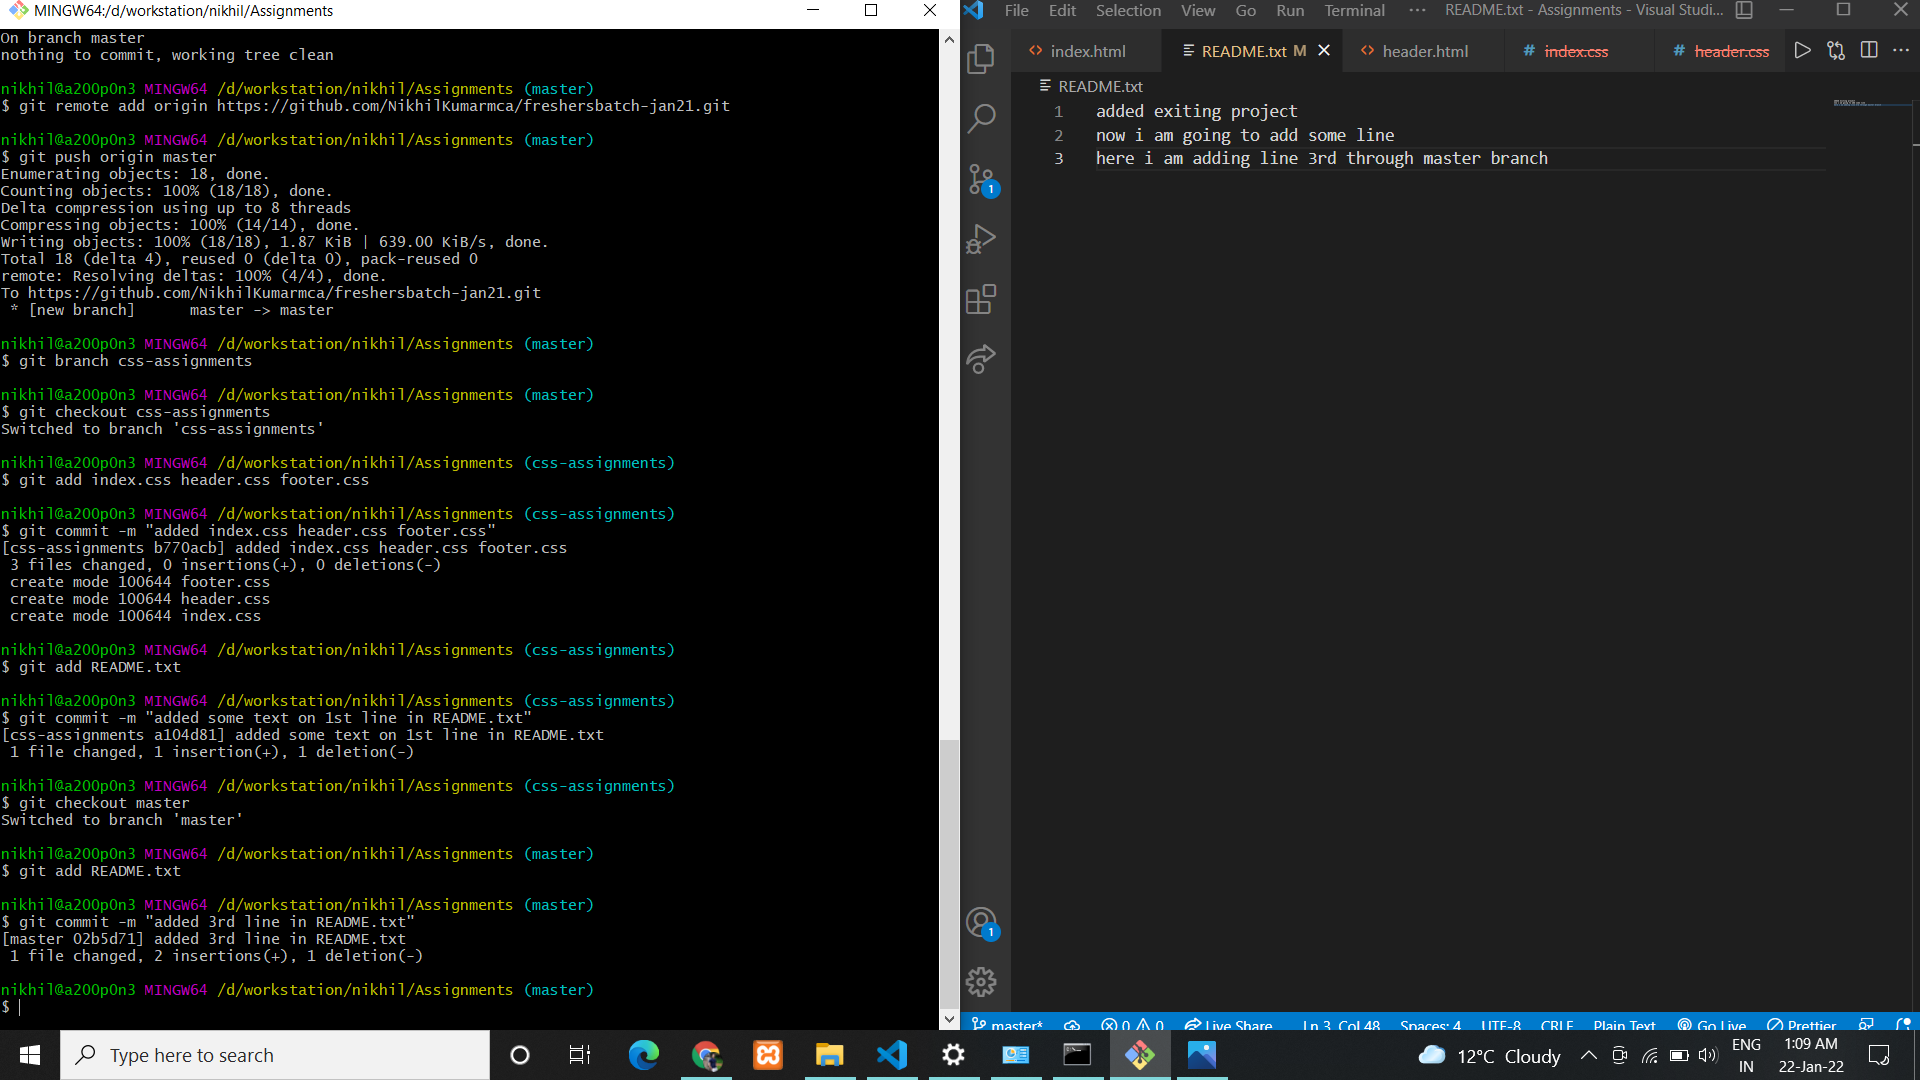 MINGW64:/d/workstation/nikhil/Assignments
On branch master
nothing to commit, working tree clean
nikhil@a200p0n3 MINGW64 /d/workstation/nikhil/Assignments (master)
$ git remote add origin https://github.com/NikhilKumarmca/freshersbatch-jan21.git
nikhil@a200p0n3 MINGW64 /d/workstation/nikhil/Assignments (master)
$ git push origin master
Enumerating objects: 18, done.
Counting objects: 100% (18/18), done.
Delta compression using up to 8 threads
Compressing objects: 100% (14/14), done.
Writing objects: 100% (18/18), 1.87 KiB | 639.00 KiB/s, done.
Total 18 (delta 4), reused 0 (delta 0), pack-reused 0
remote: Resolving deltas: 100% (4/4), done.
To https://github.com/NikhilKumarmca/freshersbatch-jan21.git
 * [new branch]      master -> master
nikhil@a200p0n3 MINGW64 /d/workstation/nikhil/Assignments (master)
$ git branch css-assignments
nikhil@a200p0n3 MINGW64 /d/workstation/nikhil/Assignments (master)
$ git checkout css-assignments
Switched to branch 'css-assignments'
nikhil@a200p0n3 MINGW64 /d/workstation/nikhil/Assignments (css-assignments)
$ git add index.css header.css footer.css
nikhil@a200p0n3 MINGW64 /d/workstation/nikhil/Assignments (css-assignments)
$ git commit -m "added index.css header.css footer.css"
[css-assignments b770acb] added index.css header.css footer.css
 3 files changed, 0 insertions(+), 0 deletions(-)
 create mode 100644 footer.css
 create mode 100644 header.css
 create mode 100644 index.css
nikhil@a200p0n3 MINGW64 /d/workstation/nikhil/Assignments (css-assignments)
$ git add README.txt
nikhil@a200p0n3 MINGW64 /d/workstation/nikhil/Assignments (css-assignments)
$ git commit -m "added some text on 1st line in README.txt"
[css-assignments a104d81] added some text on 1st line in README.txt
 1 file changed, 1 insertion(+), 1 deletion(-)
nikhil@a200p0n3 MINGW64 /d/workstation/nikhil/Assignments (css-assignments)
$ git checkout master
Switched to branch 'master'
nikhil@a200p0n3 MINGW64 /d/workstation/nikhil/Assignments (master)
$ git add README.txt
nikhil@a200p0n3 MINGW64 /d/workstation/nikhil/Assignments (master)
$ git commit -m "added 3rd line in README.txt"
[master 02b5d71] added 3rd line in README.txt
 1 file changed, 2 insertions(+), 1 deletion(-)
nikhil@a200p0n3 MINGW64 /d/workstation/nikhil/Assignments (master)
$
File Edit Selection View Go Run Terminal ··· README.txt - Assignments - Visual Studi...
index.html README.txt M header.html # index.css # header.css
README.txt
1 added exiting project
2 now i am going to add some line
3 here i am adding line 3rd through master branch
1
1
master* 0 0 Live Share Ln 3, Col 48 Spaces: 4 UTF-8 CRLF Plain Text Go Live Prettier
Type here to search
12°C Cloudy
ENG
IN
1:09 AM
22-Jan-22